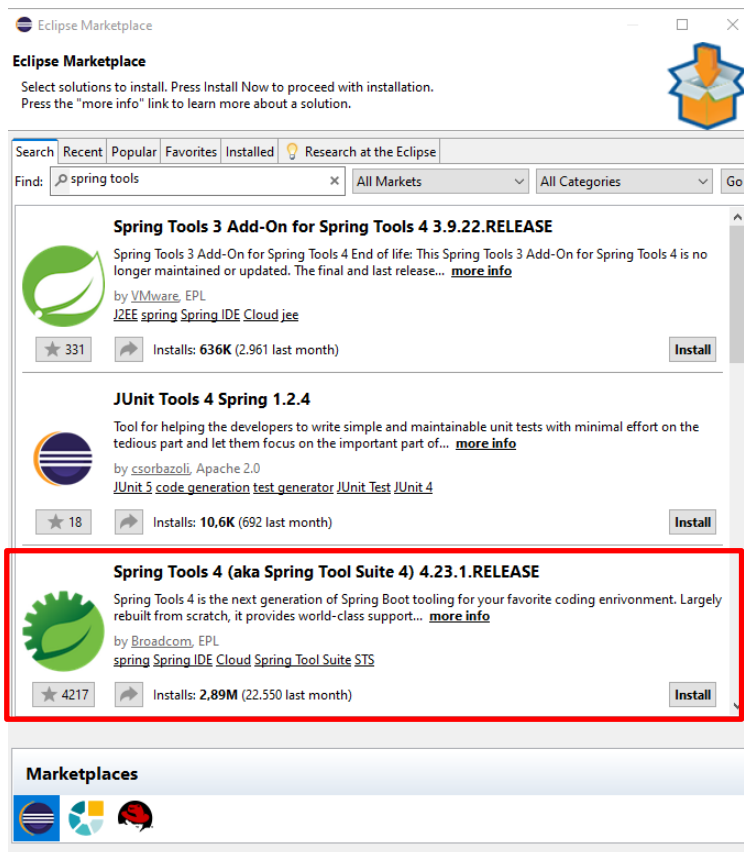 Eclipse Marketplace
Eclipse Marketplace
Select solutions to install. Press Install Now to proceed with installation.
Press the "more info" link to learn more about a solution.
Search Recent Popular Favorites Installed Research at the Eclipse
Find: spring tools All Markets All Categories Go
Spring Tools 3 Add-On for Spring Tools 4 3.9.22.RELEASE
Spring Tools 3 Add-On for Spring Tools 4 End of life: This Spring Tools 3 Add-On for Spring Tools 4 is no
longer maintained or updated. The final and last release... more info
by VMware, EPL
J2EE spring Spring IDE Cloud jee
331 Installs: 636K (2.961 last month) Install
JUnit Tools 4 Spring 1.2.4
Tool for helping the developers to write simple and maintainable unit tests with minimal effort on the
tedious part and let them focus on the important part of... more info
by csorbazoli, Apache 2.0
JUnit 5 code generation test generator JUnit Test JUnit 4
18 Installs: 10,6K (692 last month) Install
Spring Tools 4 (aka Spring Tool Suite 4) 4.23.1.RELEASE
Spring Tools 4 is the next generation of Spring Boot tooling for your favorite coding enrivonment. Largely
rebuilt from scratch, it provides world-class support... more info
by Broadcom, EPL
spring Spring IDE Cloud Spring Tool Suite STS
4217 Installs: 2,89M (22.550 last month) Install
Marketplaces